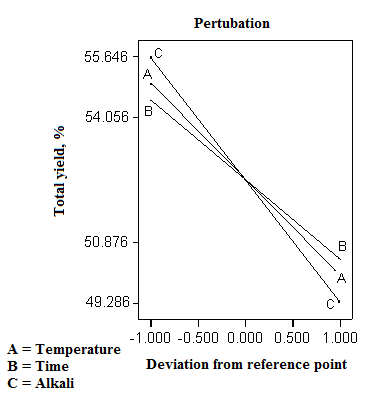 Pertubation
55.646
54.056
50.876
49.286
Total yield, %
C
A
B
B
A
C
-1.000 -0.500 0.000 0.500 1.000
Deviation from reference point
A = Temperature
B = Time
C = Alkali